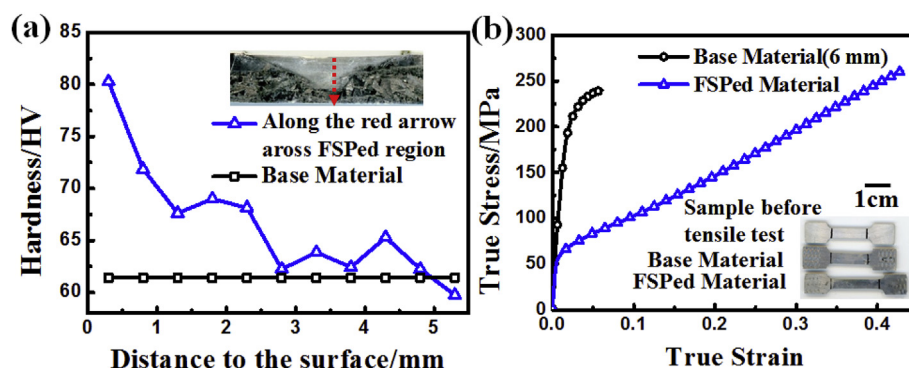 (a)
85
80
75
70
65
60
Hardness/HV
Along the red arrow
aross FSPed region
Base Material
0 1 2 3 4 5
Distance to the surface/mm
(b)
300
250
200
150
100
50
0
True Stress/MPa
Base Material(6 mm)
FSPed Material
1cm
Sample before
tensile test
Base Material
FSPed Material
0.0 0.1 0.2 0.3 0.4
True Strain